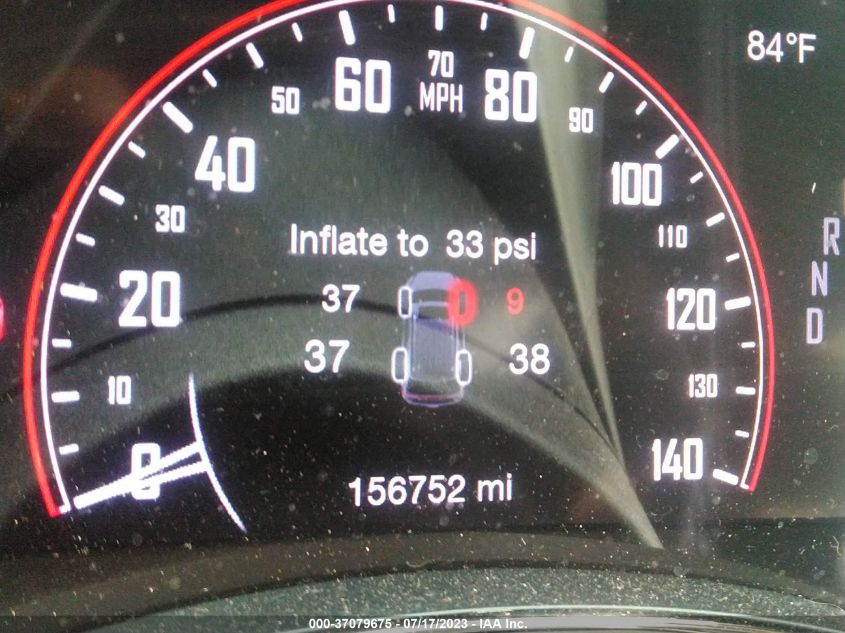 84°F
60 70 80
50 MPH 90
40 100
30 110
R
Inflate to 33 psi
N
20 37 9 120
D
37 38
10 130
0 140
156752 mi
000-37079675 - 07/17/2023 - IAA Inc.